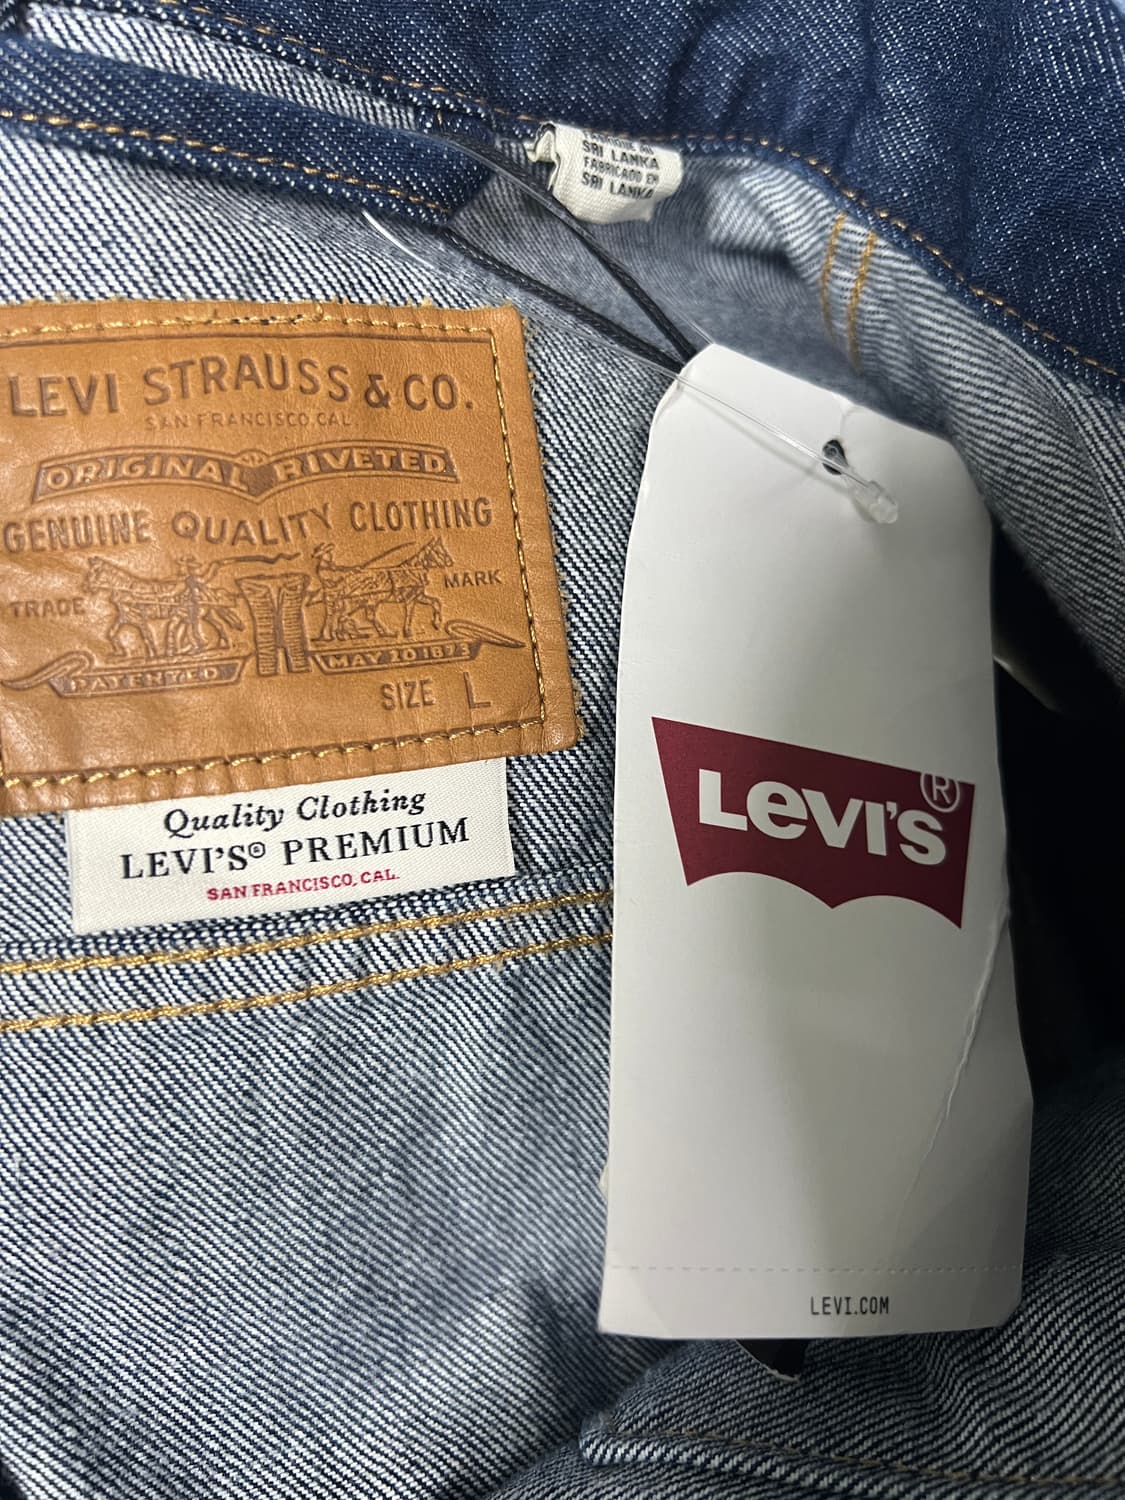 SRI LANKA
FABRICADO EN
SRI LANKA
LEVI STRAUSS & CO.
SAN FRANCISCO, CAL.
ORIGINAL RIVETED
GENUINE QUALITY CLOTHING
TRADE MARK
PATENTED MAY 20 1873
SIZE L
Quality Clothing
LEVI'S® PREMIUM
SAN FRANCISCO, CAL.
LEVI'S®
LEVI.COM